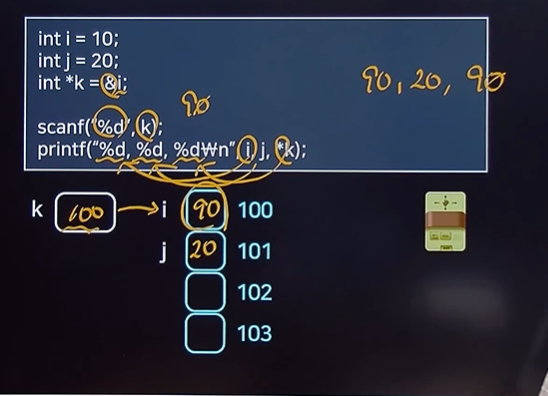 int i = 10;
int j = 20;
int *k = &i;
90, 20, 90
90
scanf("%d", k);
printf("%d, %d, %d₩n", i, j, *k);
k 100 i 90 100
j 20 101
102
103